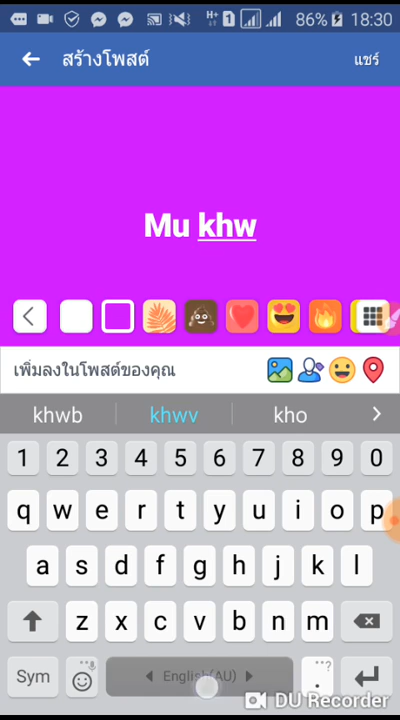 H+ 1 86% 18:30
สร้างโพสต์ แชร์
Mu khw
เพิ่มลงในโพสต์ของคุณ
khwb khwv kho
1 2 3 4 5 6 7 8 9 0
q w e r t y u i o p
a s d f g h j k l
z x c v b n m
Sym English(AU) . ,,?
DU Recorder